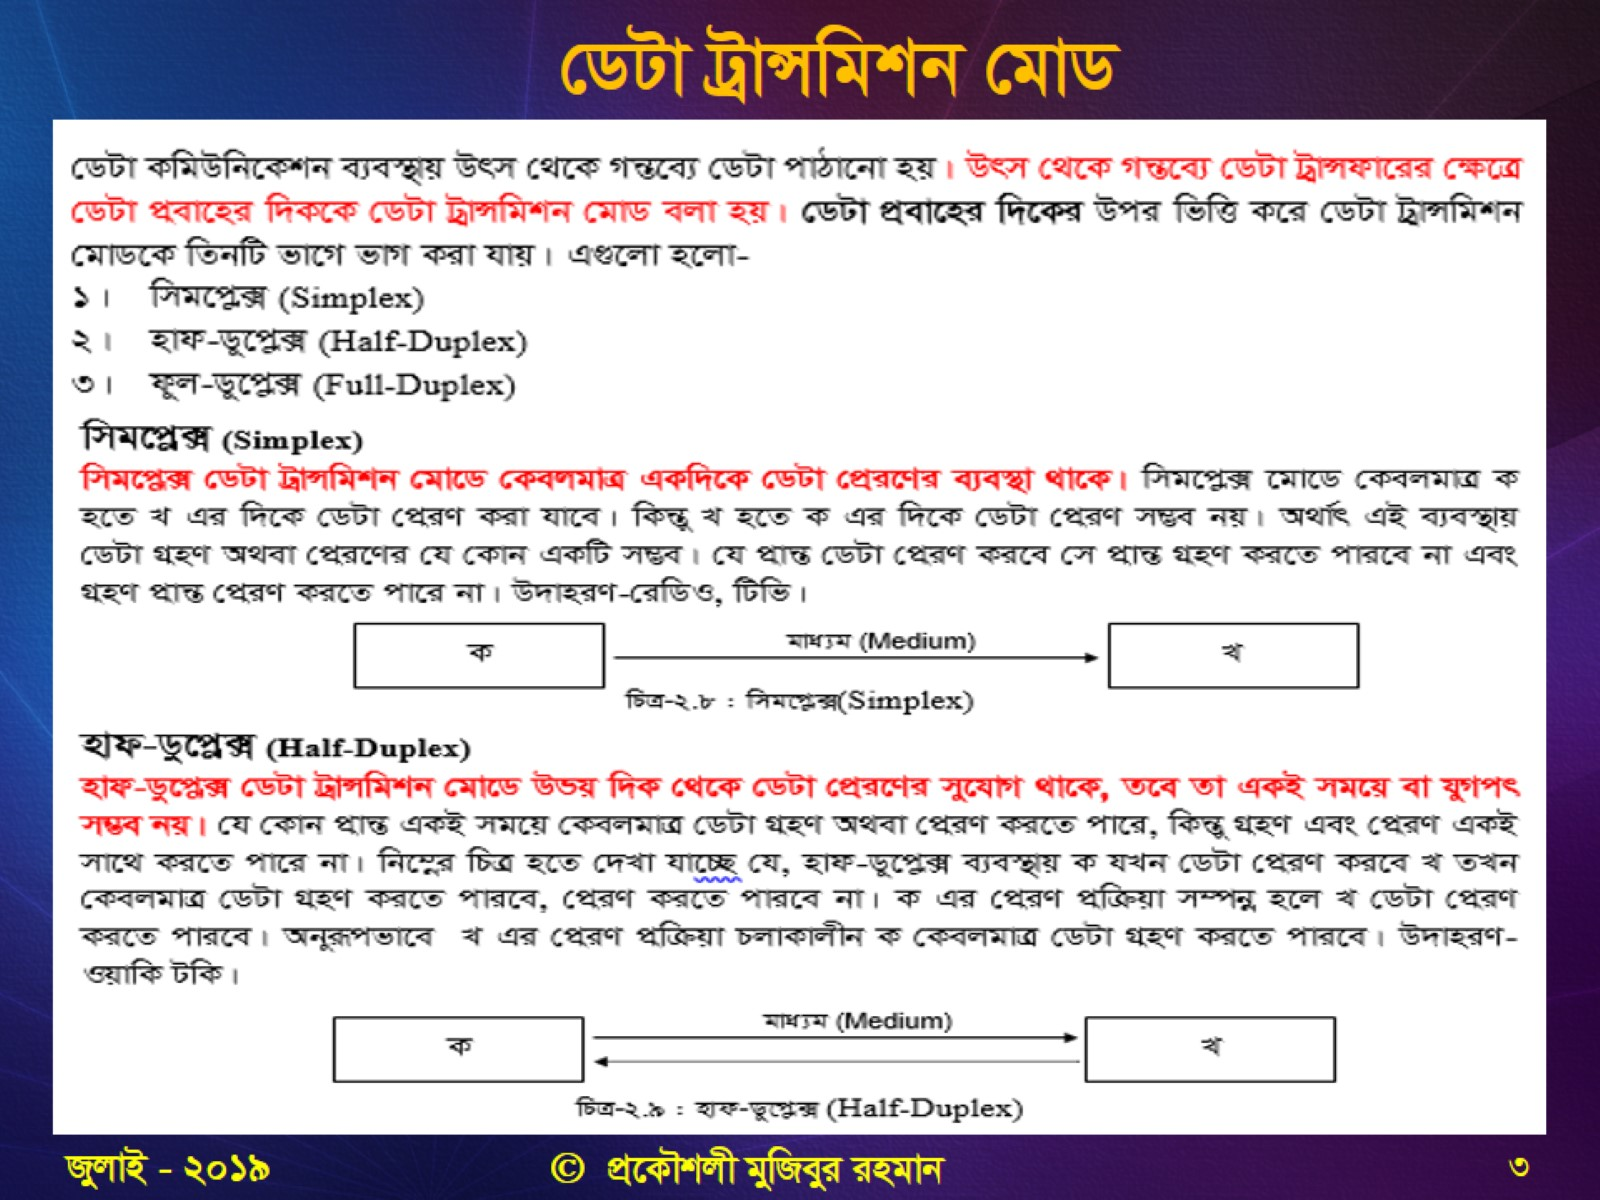 ডেটা ট্রান্সমিশন মোড
ডেটা কমিউনিকেশন ব্যবস্থায় উৎস থেকে গন্তব্যে ডেটা পাঠানো হয়। উৎস থেকে গন্তব্যে ডেটা ট্রান্সফারের ক্ষেত্রে
ডেটা প্রবাহের দিককে ডেটা ট্রান্সমিশন মোড বলা হয়। ডেটা প্রবাহের দিকের উপর ভিত্তি করে ডেটা ট্রান্সমিশন
মোডকে তিনটি ভাগে ভাগ করা যায়। এগুলো হলো-
১। সিমপ্লেক্স (Simplex)
২। হাফ-ডুপ্লেক্স (Half-Duplex)
৩। ফুল-ডুপ্লেক্স (Full-Duplex)
সিমপ্লেক্স (Simplex)
সিমপ্লেক্স ডেটা ট্রান্সমিশন মোডে কেবলমাত্র একদিকে ডেটা প্রেরণের ব্যবস্থা থাকে। সিমপ্লেক্স মোডে কেবলমাত্র ক
হতে খ এর দিকে ডেটা প্রেরণ করা যাবে। কিন্তু খ হতে ক এর দিকে ডেটা প্রেরণ সম্ভব নয়। অর্থাৎ এই ব্যবস্থায়
ডেটা গ্রহণ অথবা প্রেরণের যে কোন একটি সম্ভব। যে প্রান্ত ডেটা প্রেরণ করবে সে প্রান্ত গ্রহণ করতে পারবে না এবং
গ্রহণ প্রান্ত প্রেরণ করতে পারে না। উদাহরণ-রেডিও, টিভি।
ক মাধ্যম (Medium) খ
চিত্র-২.৮ : সিমপ্লেক্স(Simplex)
হাফ-ডুপ্লেক্স (Half-Duplex)
হাফ-ডুপ্লেক্স ডেটা ট্রান্সমিশন মোডে উভয় দিক থেকে ডেটা প্রেরণের সুযোগ থাকে, তবে তা একই সময়ে বা যুগপৎ
সম্ভব নয়। যে কোন প্রান্ত একই সময়ে কেবলমাত্র ডেটা গ্রহণ অথবা প্রেরণ করতে পারে, কিন্তু গ্রহণ এবং প্রেরণ একই
সাথে করতে পারে না। নিম্নের চিত্র হতে দেখা যাচ্ছে যে, হাফ-ডুপ্লেক্স ব্যবস্থায় ক যখন ডেটা প্রেরণ করবে খ তখন
কেবলমাত্র ডেটা গ্রহণ করতে পারবে, প্রেরণ করতে পারবে না। ক এর প্রেরণ প্রক্রিয়া সম্পন্ন হলে খ ডেটা প্রেরণ
করতে পারবে। অনুরূপভাবে খ এর প্রেরণ প্রক্রিয়া চলাকালীন ক কেবলমাত্র ডেটা গ্রহণ করতে পারবে। উদাহরণ-
ওয়াকি টকি।
ক মাধ্যম (Medium) খ
চিত্র-২.৯ : হাফ-ডুপ্লেক্স (Half-Duplex)
জুলাই - ২০১৯ © প্রকৌশলী মুজিবুর রহমান ৩